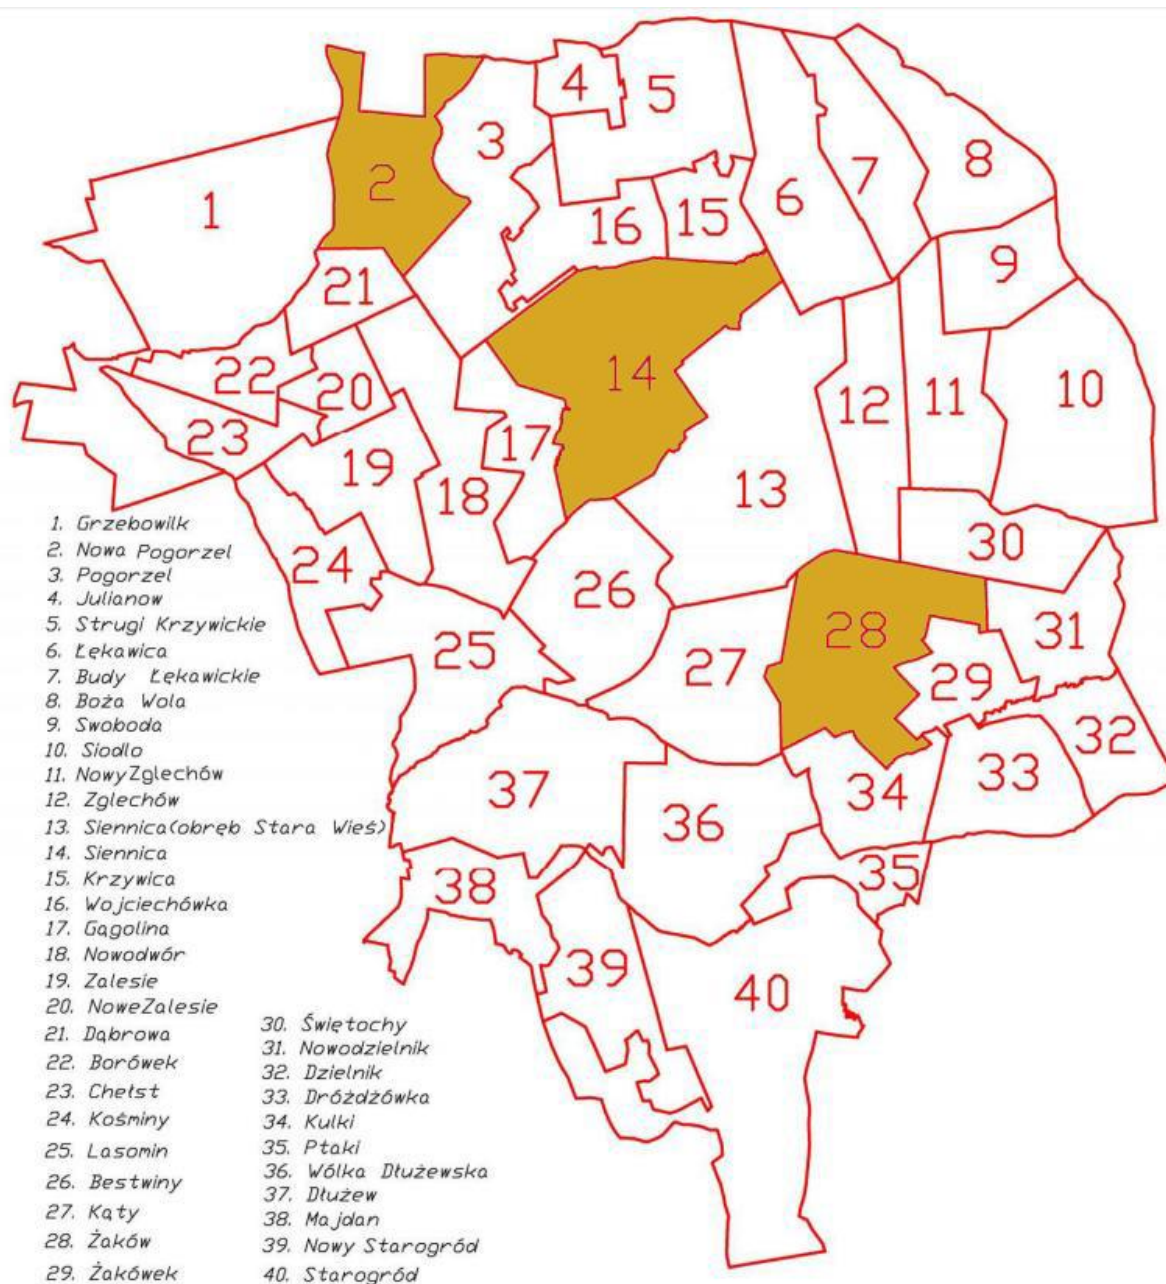 4
5
3
8
2
7
6
1
16
15
9
21
14
22
20
12
11
10
23
17
19
18
13
30
24
26
28
31
25
27
29
32
37
33
34
36
35
38
39
40
1. Grzebowilk
2. Nowa Pogorzel
3. Pogorzel
4. Julianow
5. Strugi Krzywickie
6. Łękawica
7. Budy Łękawickie
8. Boża Wola
9. Swoboda
10. Siodlo
11. NowyZglechów
12. Zglechów
13. Siennica(obręb Stara Wieś)
14. Siennica
15. Krzywica
16. Wojciechówka
17. Gągolina
18. Nowodwór
19. Zalesie
20. NoweZalesie
21. Dąbrowa
22. Borówek
23. Chełst
24. Kośminy
25. Lasomin
26. Bestwiny
27. Kąty
28. Żaków
29. Żakówek
30. Świętochy
31. Nowodzielnik
32. Dzielnik
33. Dróżdżówka
34. Kulki
35. Ptaki
36. Wólka Dłużewska
37. Dłużew
38. Majdan
39. Nowy Starogród
40. Starogród